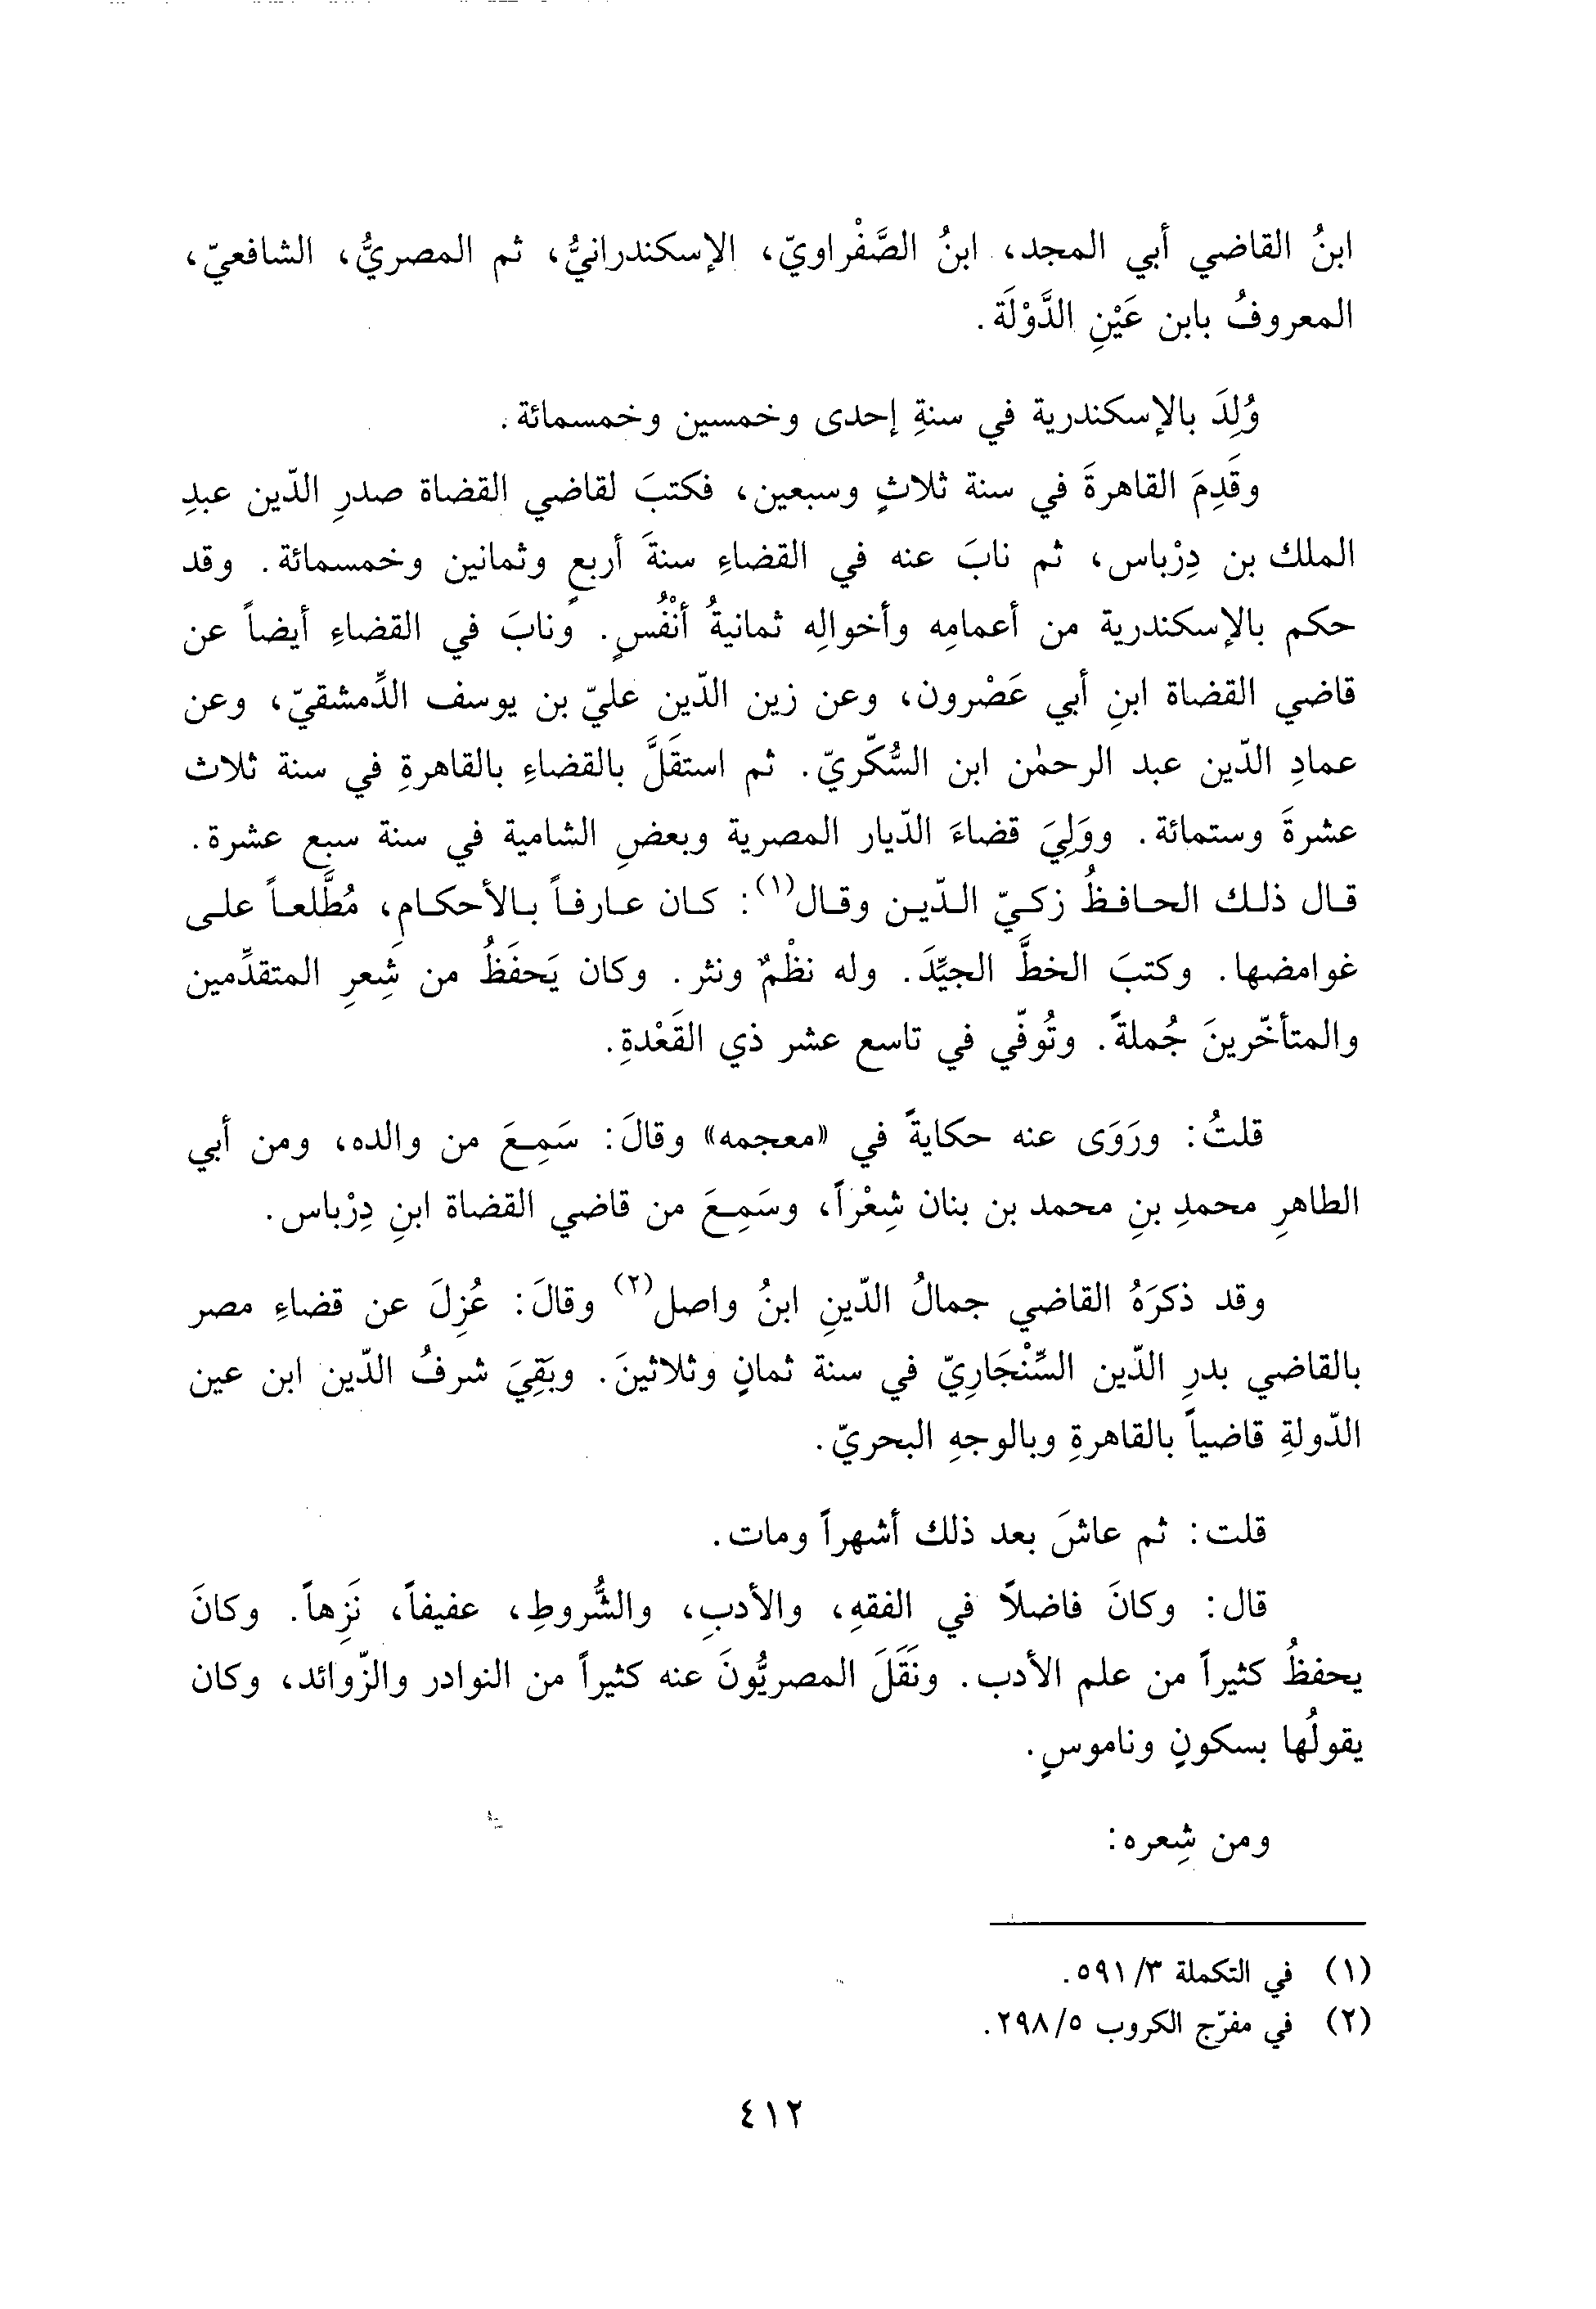 ابنُ القاضي أبي المجد، ابنُ الصَّفْراويّ، الإسكندرانيُّ، ثم المصريُّ، الشافعيّ،
المعروفُ بابن عَيْنِ الدَّوْلَة.
وُلِدَ بالإسكندرية في سنةِ إحدى وخمسين وخمسمائة.
وقَدِمَ القاهرةَ في سنة ثلاثٍ وسبعين، فكتبَ لقاضي القضاة صدرِ الدّين عبدِ
الملك بن دِرْباس، ثم نابَ عنه في القضاءِ سنةَ أربعٍ وثمانين وخمسمائة. وقد
حكم بالإسكندرية من أعمامِه وأخوالِه ثمانيةُ أنْفُسٍ. ونابَ في القضاءِ أيضاً عن
قاضي القضاة ابنِ أبي عَصْرون، وعن زين الدّين عليّ بن يوسف الدِّمشقيّ، وعن
عمادِ الدّين عبد الرحمٰن ابن السُّكّريّ. ثم استقَلَّ بالقضاءِ بالقاهرةِ في سنة ثلاث
عشرةَ وستمائة. ووَلِيَ قضاءَ الدّيار المصرية وبعضِ الشامية في سنة سبع عشرة.
قال ذلك الحافظُ زكيّ الدّين وقال(١): كان عارفاً بالأحكامِ، مُطَّلعاً على
غوامضها. وكتبَ الخطَّ الجيِّدَ. وله نظْمٌ ونثر. وكان يَحفَظُ من شِعرِ المتقدِّمين
والمتأخّرينَ جُملةً. وتُوفّي في تاسع عشر ذي القَعْدةِ.
قلتُ: ورَوَى عنه حكايةً في «معجمه» وقالَ: سَمِعَ من والده، ومن أبي
الطاهرِ محمدِ بنِ محمد بن بنان شِعْراً، وسَمِعَ من قاضي القضاة ابنِ دِرْباس.
وقد ذكرَهُ القاضي جمالُ الدّينِ ابنُ واصل(٢) وقالَ: عُزِلَ عن قضاءِ مصر
بالقاضي بدرِ الدّين السِّنْجَارِيّ في سنة ثمانٍ وثلاثينَ. وبَقِيَ شرفُ الدّين ابن عين
الدّولةِ قاضياً بالقاهرةِ وبالوجهِ البحريّ.
قلت: ثم عاشَ بعد ذلك أشهراً ومات.
قال: وكانَ فاضلاً في الفقهِ، والأدبِ، والشُّروطِ، عفيفاً، نَزِهاً. وكانَ
يحفظُ كثيراً من علم الأدب. ونَقَلَ المصريُّونَ عنه كثيراً من النوادر والزّوائد، وكان
يقولُها بسكونٍ وناموسٍ.
ومن شِعره:
(١) في التكملة ٣/ ٥٩١.
(٢) في مفرّج الكروب ٥/ ٢٩٨.
٤١٢